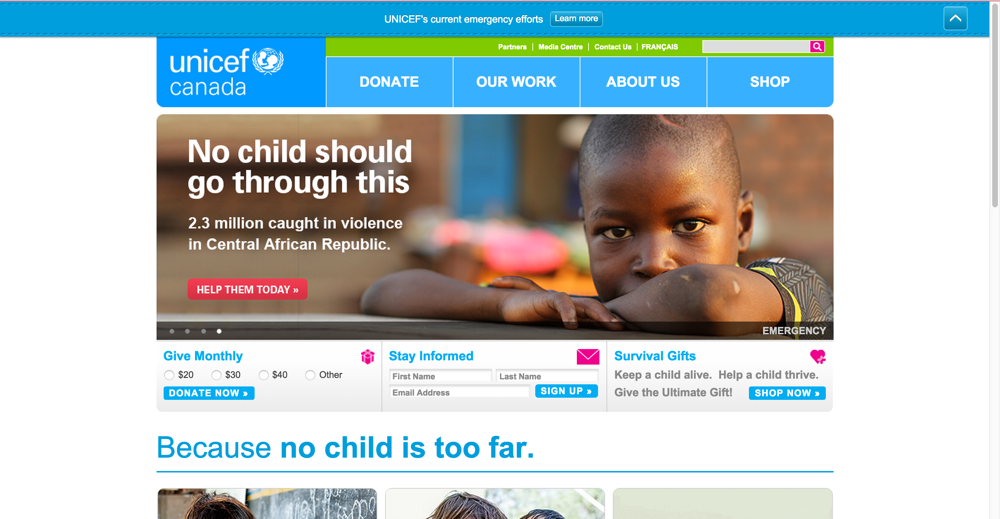 UNICEF's current emergency efforts Learn more
Partners | Media Centre | Contact Us | FRANÇAIS
unicef
canada
DONATE OUR WORK ABOUT US SHOP
No child should
go through this
2.3 million caught in violence
in Central African Republic.
HELP THEM TODAY »
EMERGENCY
Give Monthly
$20 $30 $40 Other
DONATE NOW »
Stay Informed
First Name Last Name
Email Address SIGN UP »
Survival Gifts
Keep a child alive. Help a child thrive.
Give the Ultimate Gift! SHOP NOW »
Because no child is too far.